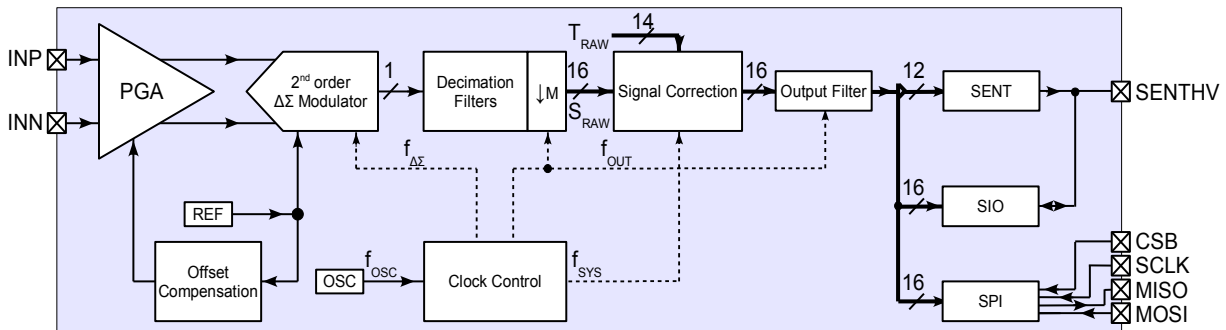 INP
INN
PGA
2nd order
ΔΣ Modulator
1
Decimation
Filters
↓M
16
SRAW
TRAW
14
Signal Correction
16
Output Filter
12
SENT
SENTHV
fΔΣ
fOUT
REF
16
SIO
Offset
Compensation
OSC
fOSC
Clock Control
fSYS
16
SPI
CSB
SCLK
MISO
MOSI